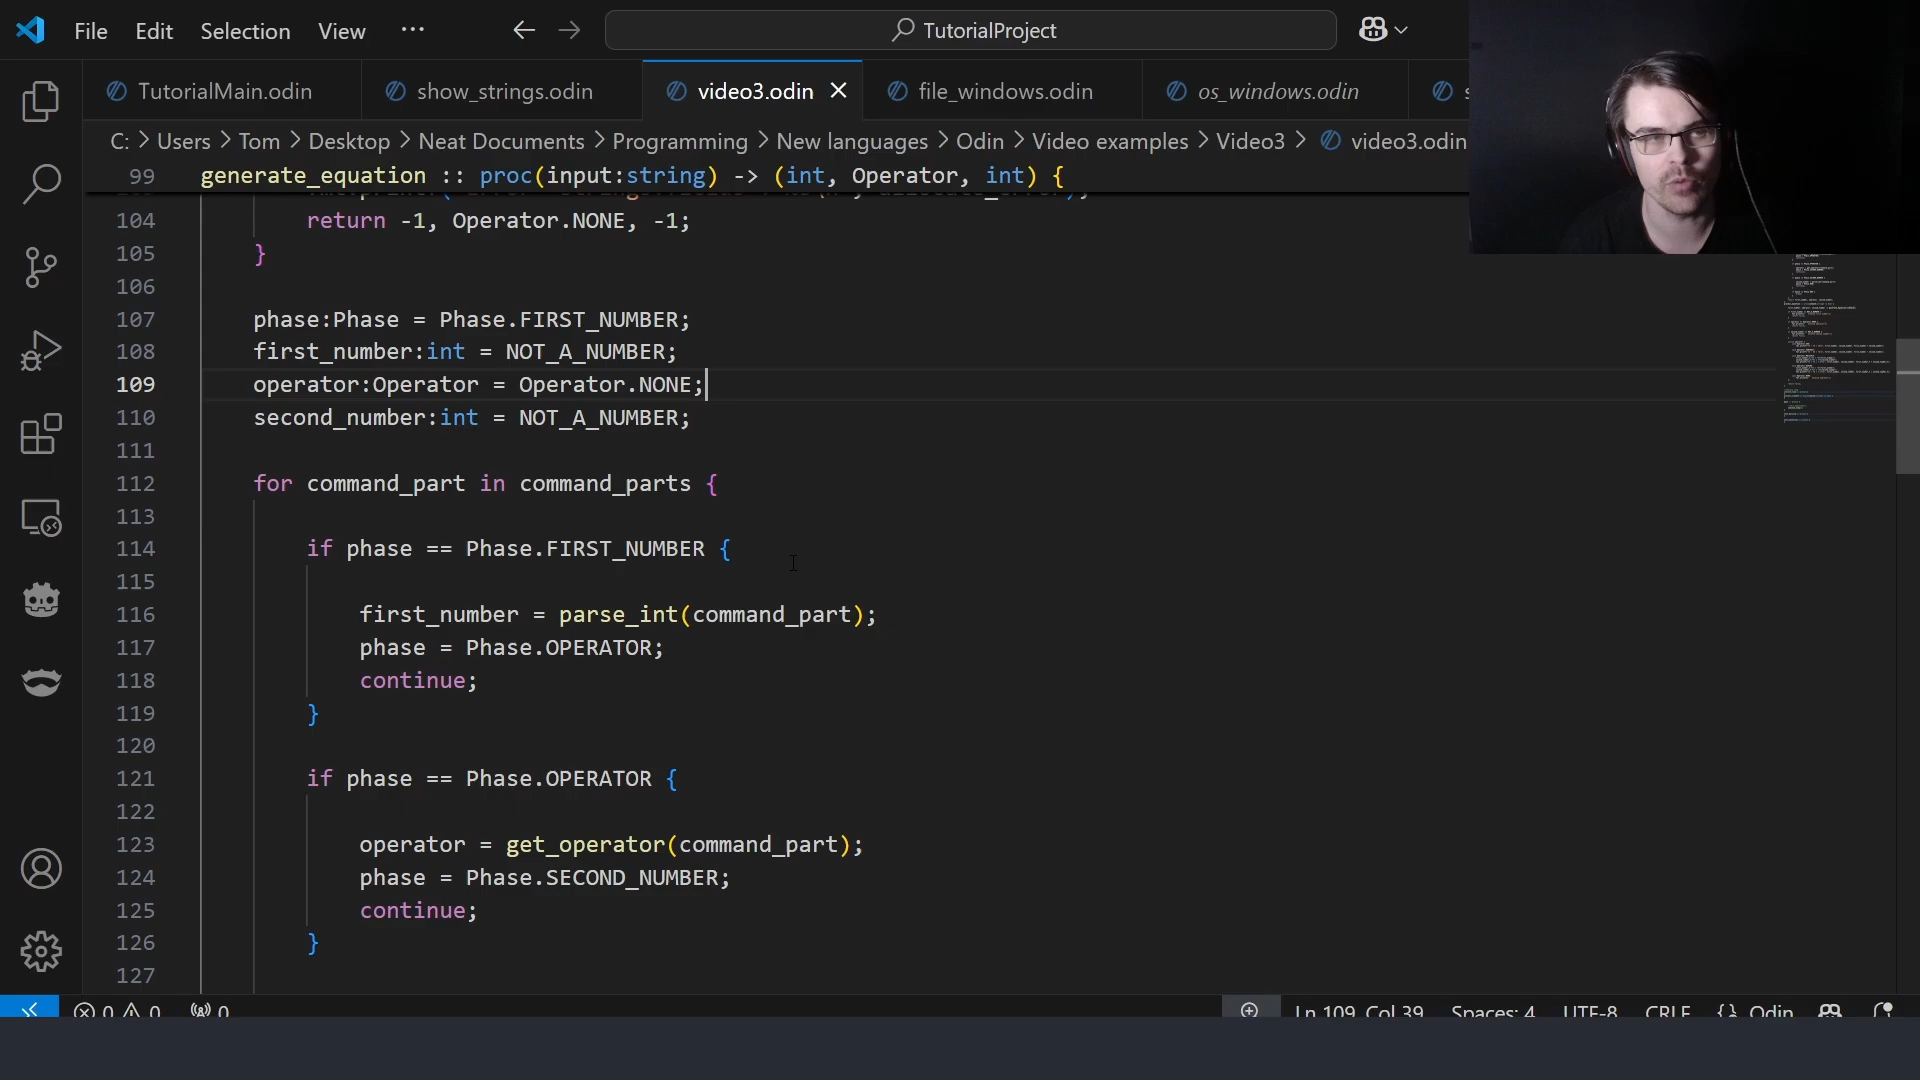 File Edit Selection View ··· TutorialProject
TutorialMain.odin show_strings.odin video3.odin file_windows.odin os_windows.odin
C: > Users > Tom > Desktop > Neat Documents > Programming > New languages > Odin > Video examples > Video3 > video3.odin
99 generate_equation :: proc(input:string) -> (int, Operator, int) {
104 return -1, Operator.NONE, -1;
105 }
106
107 phase:Phase = Phase.FIRST_NUMBER;
108 first_number:int = NOT_A_NUMBER;
109 operator:Operator = Operator.NONE;
110 second_number:int = NOT_A_NUMBER;
111
112 for command_part in command_parts {
113
114 if phase == Phase.FIRST_NUMBER {
115
116 first_number = parse_int(command_part);
117 phase = Phase.OPERATOR;
118 continue;
119 }
120
121 if phase == Phase.OPERATOR {
122
123 operator = get_operator(command_part);
124 phase = Phase.SECOND_NUMBER;
125 continue;
126 }
127
0 0 0 Ln 109, Col 39 Spaces: 4 UTF-8 CRLF {} Odin